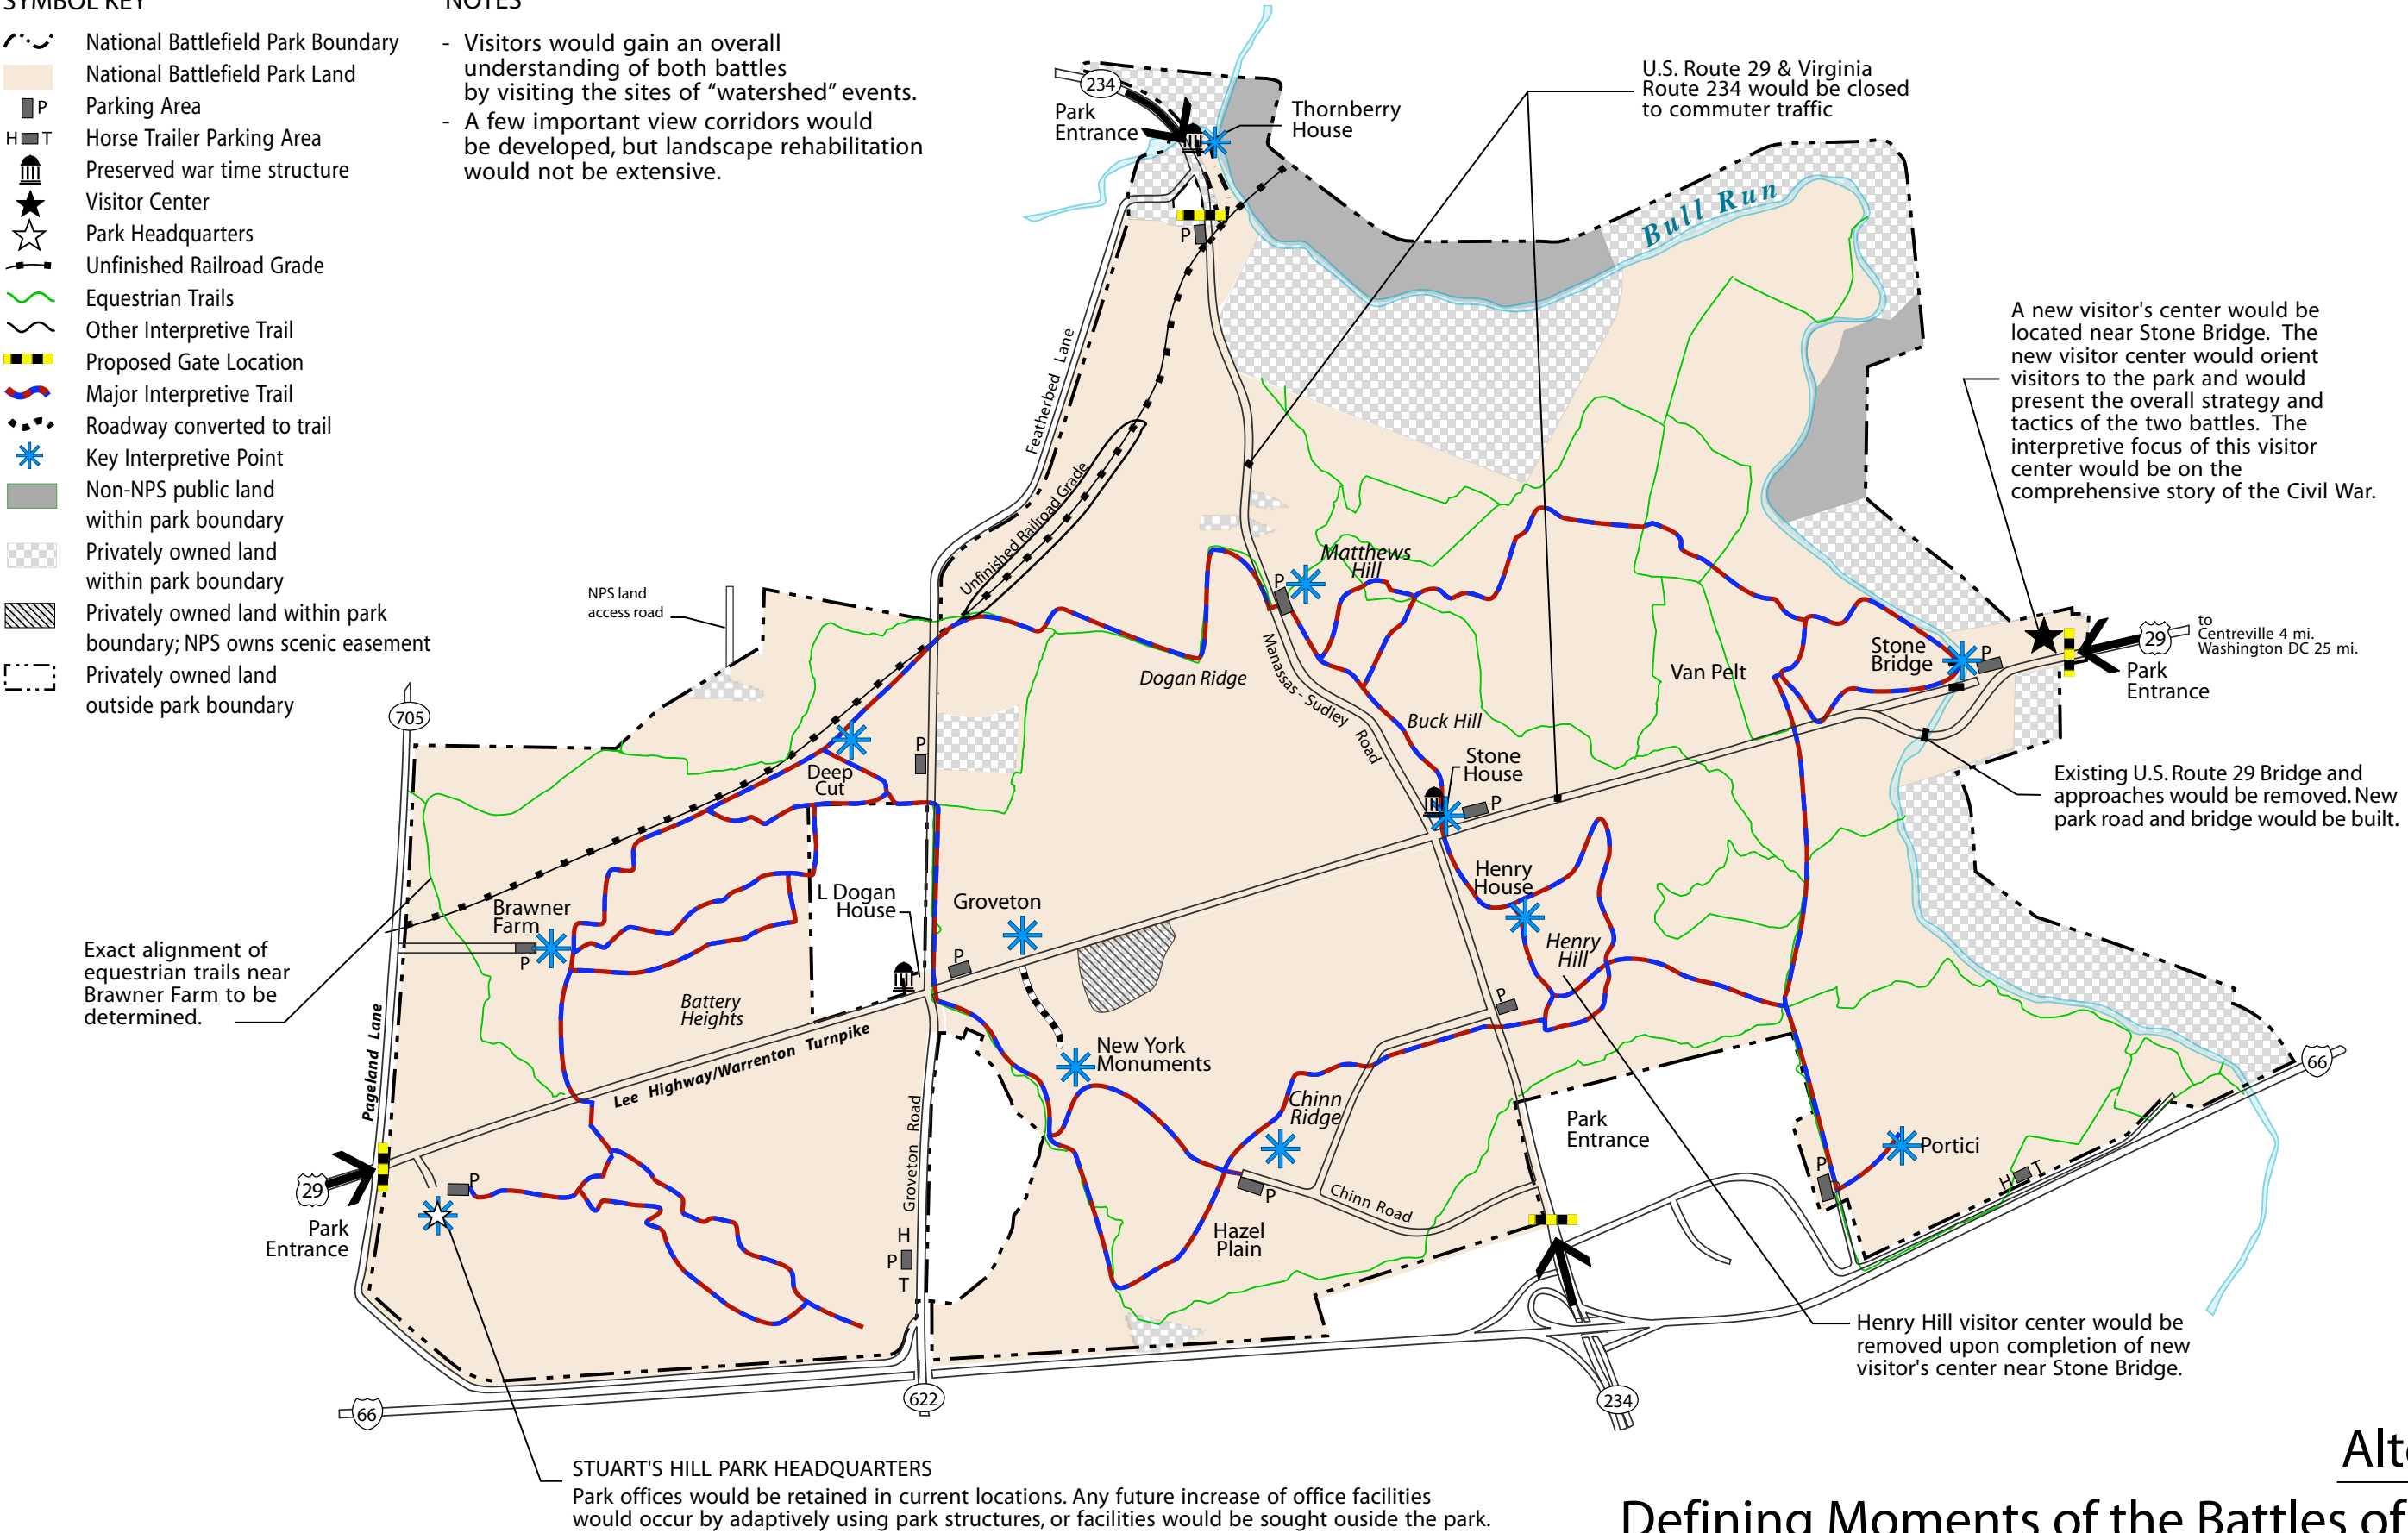 SYMBOL KEY
National Battlefield Park Boundary
National Battlefield Park Land
P Parking Area
H T Horse Trailer Parking Area
Preserved war time structure
Visitor Center
Park Headquarters
Unfinished Railroad Grade
Equestrian Trails
Other Interpretive Trail
Proposed Gate Location
Major Interpretive Trail
Roadway converted to trail
Key Interpretive Point
Non-NPS public land
within park boundary
Privately owned land
within park boundary
Privately owned land within park
boundary; NPS owns scenic easement
Privately owned land
outside park boundary
NOTES
- Visitors would gain an overall
understanding of both battles
by visiting the sites of “watershed” events.
- A few important view corridors would
be developed, but landscape rehabilitation
would not be extensive.
234
Park
Entrance
Thornberry
House
U.S. Route 29 & Virginia
Route 234 would be closed
to commuter traffic
Bull Run
P
Featherbed Lane
Unfinished Railroad Grade
A new visitor's center would be
located near Stone Bridge. The
new visitor center would orient
visitors to the park and would
present the overall strategy and
tactics of the two battles. The
interpretive focus of this visitor
center would be on the
comprehensive story of the Civil War.
NPS land
access road
Matthews
Hill
P
Dogan Ridge
Manassas - Sudley Road
Buck Hill
Van Pelt
Stone
Bridge
P
29
to
Centreville 4 mi.
Washington DC 25 mi.
Park
Entrance
705
Deep
Cut
P
Stone
House
P
Existing U.S. Route 29 Bridge and
approaches would be removed. New
park road and bridge would be built.
Brawner
Farm
P
L Dogan
House
Groveton
P
Henry
House
Henry
Hill
P
Exact alignment of
equestrian trails near
Brawner Farm to be
determined.
Battery
Heights
Pageland Lane
Lee Highway/Warrenton Turnpike
New York
Monuments
Chinn
Ridge
Park
Entrance
66
Portici
P
H T
29
Park
Entrance
P
Groveton Road
H
P
T
Hazel
Plain
P
Chinn Road
Henry Hill visitor center would be
removed upon completion of new
visitor's center near Stone Bridge.
66
622
234
STUART'S HILL PARK HEADQUARTERS
Park offices would be retained in current locations. Any future increase of office facilities
would occur by adaptively using park structures, or facilities would be sought ouside the park.
Defining Moments of the Battles of